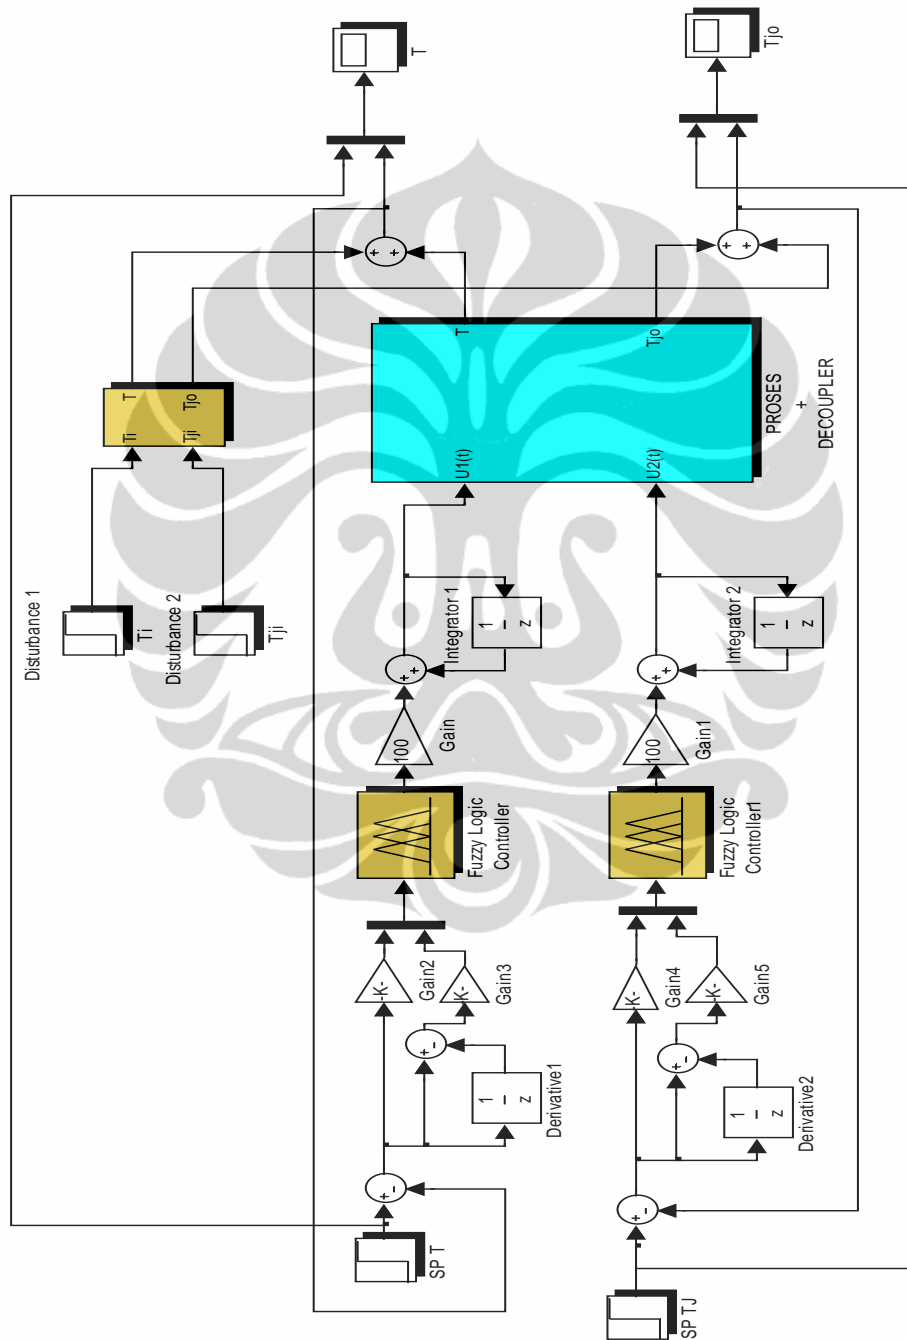 Disturbance 1
Ti
Disturbance 2
Tji
Ti
T
Tji
Tjo
T
SP T
+
-
1
z
Derivative1
+
-
-K-
Gain2
-K-
Gain3
Fuzzy Logic
Controller
100
Gain
+
+
Integrator 1
1
z
U1(t)
T
+
+
SP TJ
+
-
1
z
Derivative2
+
-
-K-
Gain4
-K-
Gain5
Fuzzy Logic
Controller1
100
Gain1
+
+
Integrator 2
1
z
U2(t)
Tjo
PROSES
+
DECOUPLER
+
+
Tjo